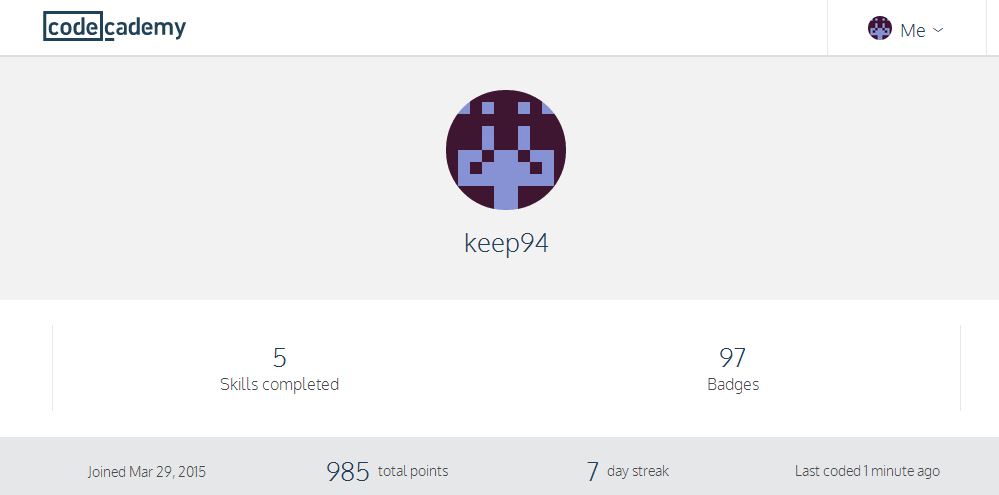 codecademy
Me
keep94
5
Skills completed
97
Badges
Joined Mar 29, 2015
985 total points
7 day streak
Last coded 1 minute ago